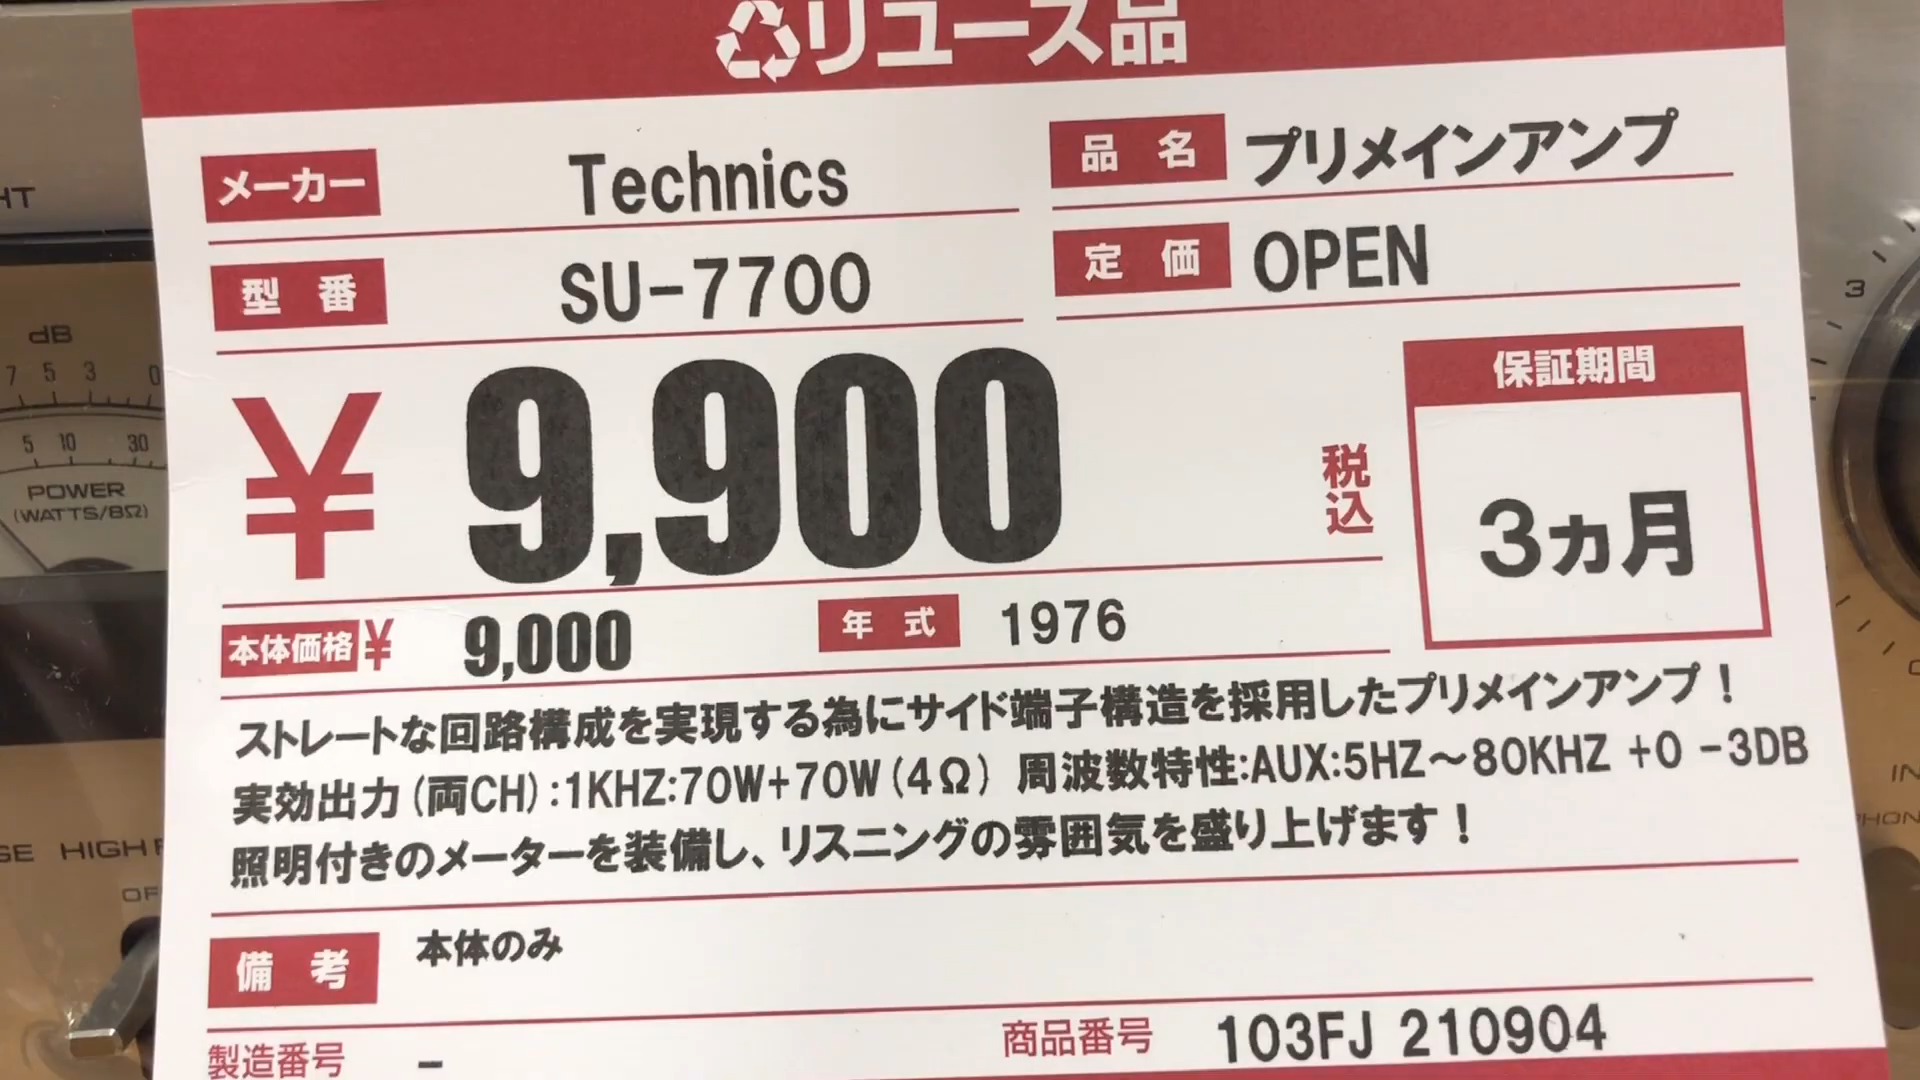 リユース品
メーカー Technics
品名 プリメインアンプ
型番 SU-7700
定価 OPEN
¥ 9,900 税込
保証期間
3ヵ月
本体価格 ¥ 9,000
年式 1976
ストレートな回路構成を実現する為にサイド端子構造を採用したプリメインアンプ！
実効出力(両CH):1KHZ:70W+70W(4Ω) 周波数特性:AUX:5HZ～80KHZ +0 -3DB
照明付きのメーターを装備し、リスニングの雰囲気を盛り上げます！
備考 本体のみ
製造番号 -
商品番号 103FJ 210904
dB
7 5 3 0
5 10 30
POWER
(WATTS/8Ω)
HIGH
3